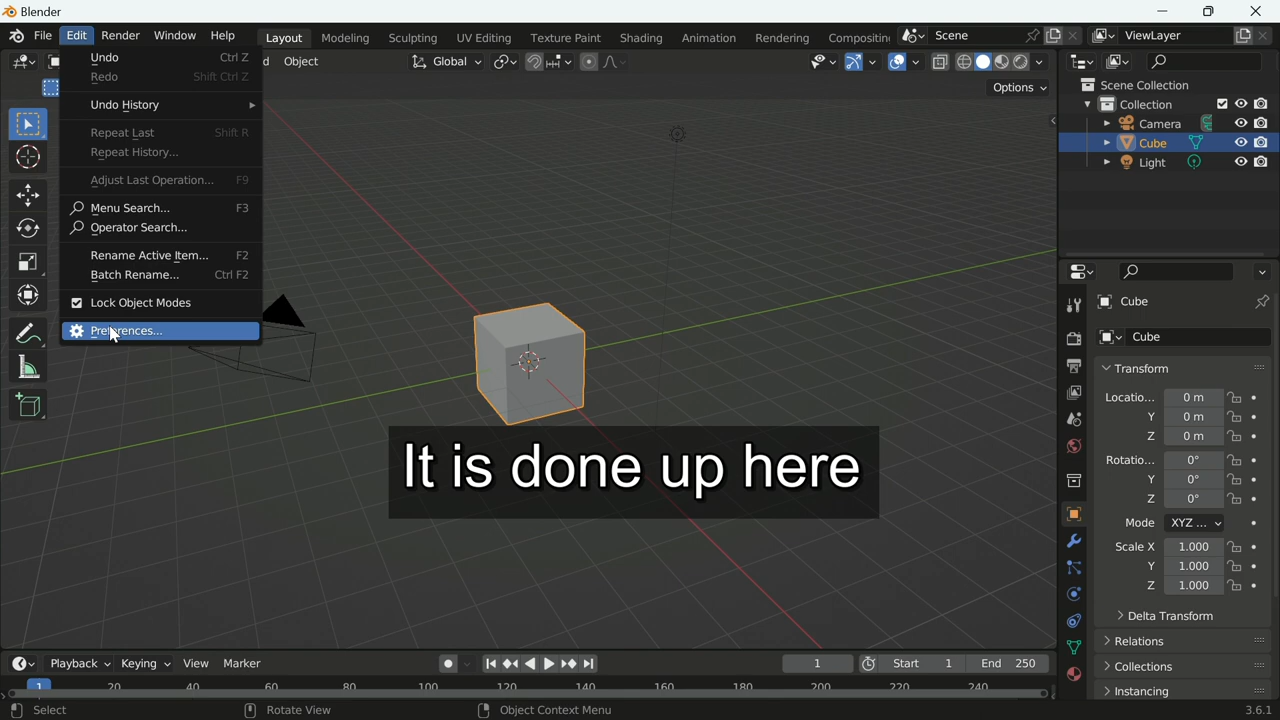 Blender
File Edit Render Window Help Layout Modeling Sculpting UV Editing Texture Paint Shading Animation Rendering Compositin Scene ViewLayer
d Object Global
Options
Undo Ctrl Z
Redo Shift Ctrl Z
Undo History
Repeat Last Shift R
Repeat History...
Adjust Last Operation... F9
Menu Search... F3
Operator Search...
Rename Active Item... F2
Batch Rename... Ctrl F2
Lock Object Modes
Preferences...
It is done up here
Scene Collection
Collection
Camera
Cube
Light
Cube
Cube
Transform
Locatio... 0 m
Y 0 m
Z 0 m
Rotatio... 0°
Y 0°
Z 0°
Mode XYZ ...
Scale X 1.000
Y 1.000
Z 1.000
Delta Transform
Relations
Collections
Instancing
Playback Keying View Marker 1 Start 1 End 250
1 20 40 60 80 100 120 140 160 180 200 220 240
Select Rotate View Object Context Menu 3.6.1